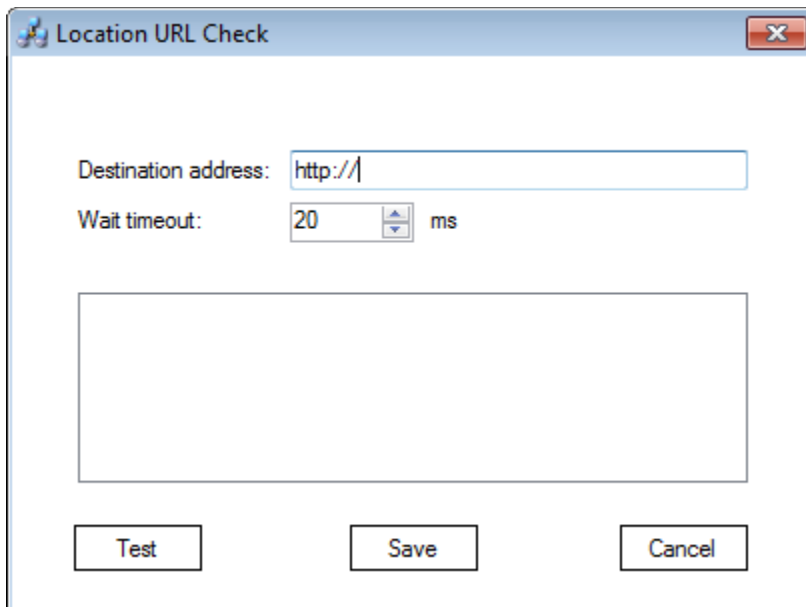 Location URL Check
Destination address: http://
Wait timeout: 20 ms
Test Save Cancel